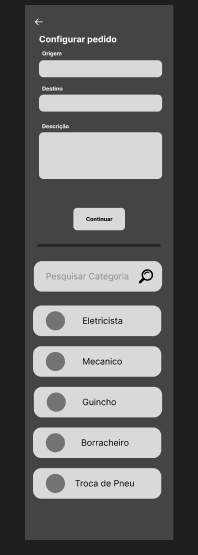 Configurar pedido
Origem
Destino
Descrição
Continuar
Pesquisar Categoria
Eletricista
Mecanico
Guincho
Borracheiro
Troca de Pneu